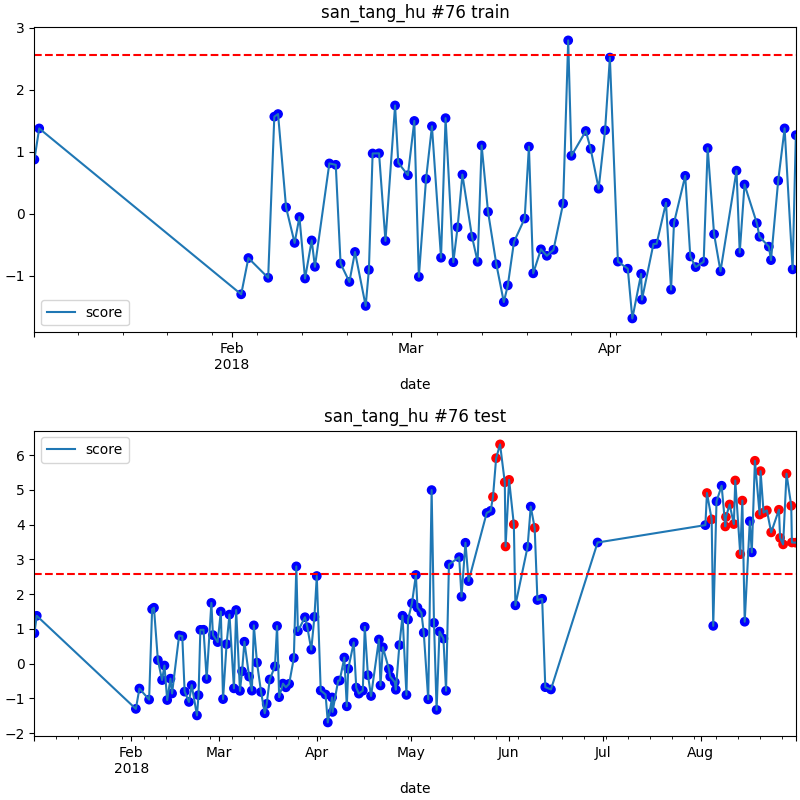 san_tang_hu #76 train
3
2
1
0
−1
score
Feb
2018
Mar
Apr
date
san_tang_hu #76 test
6
5
4
3
2
1
0
−1
−2
score
Feb
2018
Mar
Apr
May
Jun
Jul
Aug
date